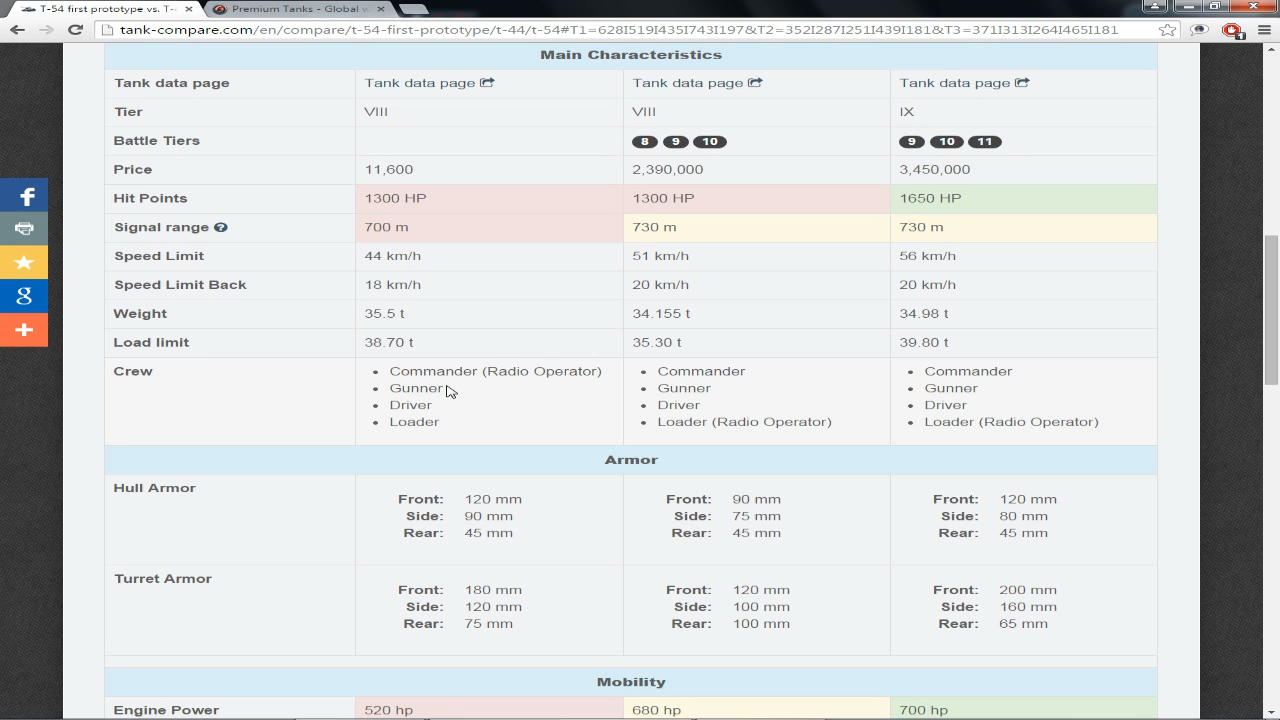 T-54 first prototype vs. T-
Premium Tanks - Global w
tank-compare.com/en/compare/t-54-first-prototype/t-44/t-54?T1=628I519I435I743I197&T2=352I287I251I439I181&T3=371I313I264I465I181
1
Main Characteristics
Tank data page Tank data page Tank data page Tank data page
Tier VIII VIII IX
Battle Tiers 8 9 10 9 10 11
Price 11,600 2,390,000 3,450,000
Hit Points 1300 HP 1300 HP 1650 HP
Signal range ? 700 m 730 m 730 m
Speed Limit 44 km/h 51 km/h 56 km/h
Speed Limit Back 18 km/h 20 km/h 20 km/h
Weight 35.5 t 34.155 t 34.98 t
Load limit 38.70 t 35.30 t 39.80 t
Crew • Commander (Radio Operator) • Commander • Commander
• Gunner • Gunner • Gunner
• Driver • Driver • Driver
• Loader • Loader (Radio Operator) • Loader (Radio Operator)
Armor
Hull Armor
Front: 120 mm Front: 90 mm Front: 120 mm
Side: 90 mm Side: 75 mm Side: 80 mm
Rear: 45 mm Rear: 45 mm Rear: 45 mm
Turret Armor
Front: 180 mm Front: 120 mm Front: 200 mm
Side: 120 mm Side: 100 mm Side: 160 mm
Rear: 75 mm Rear: 100 mm Rear: 65 mm
Mobility
Engine Power 520 hp 680 hp 700 hp
f
g